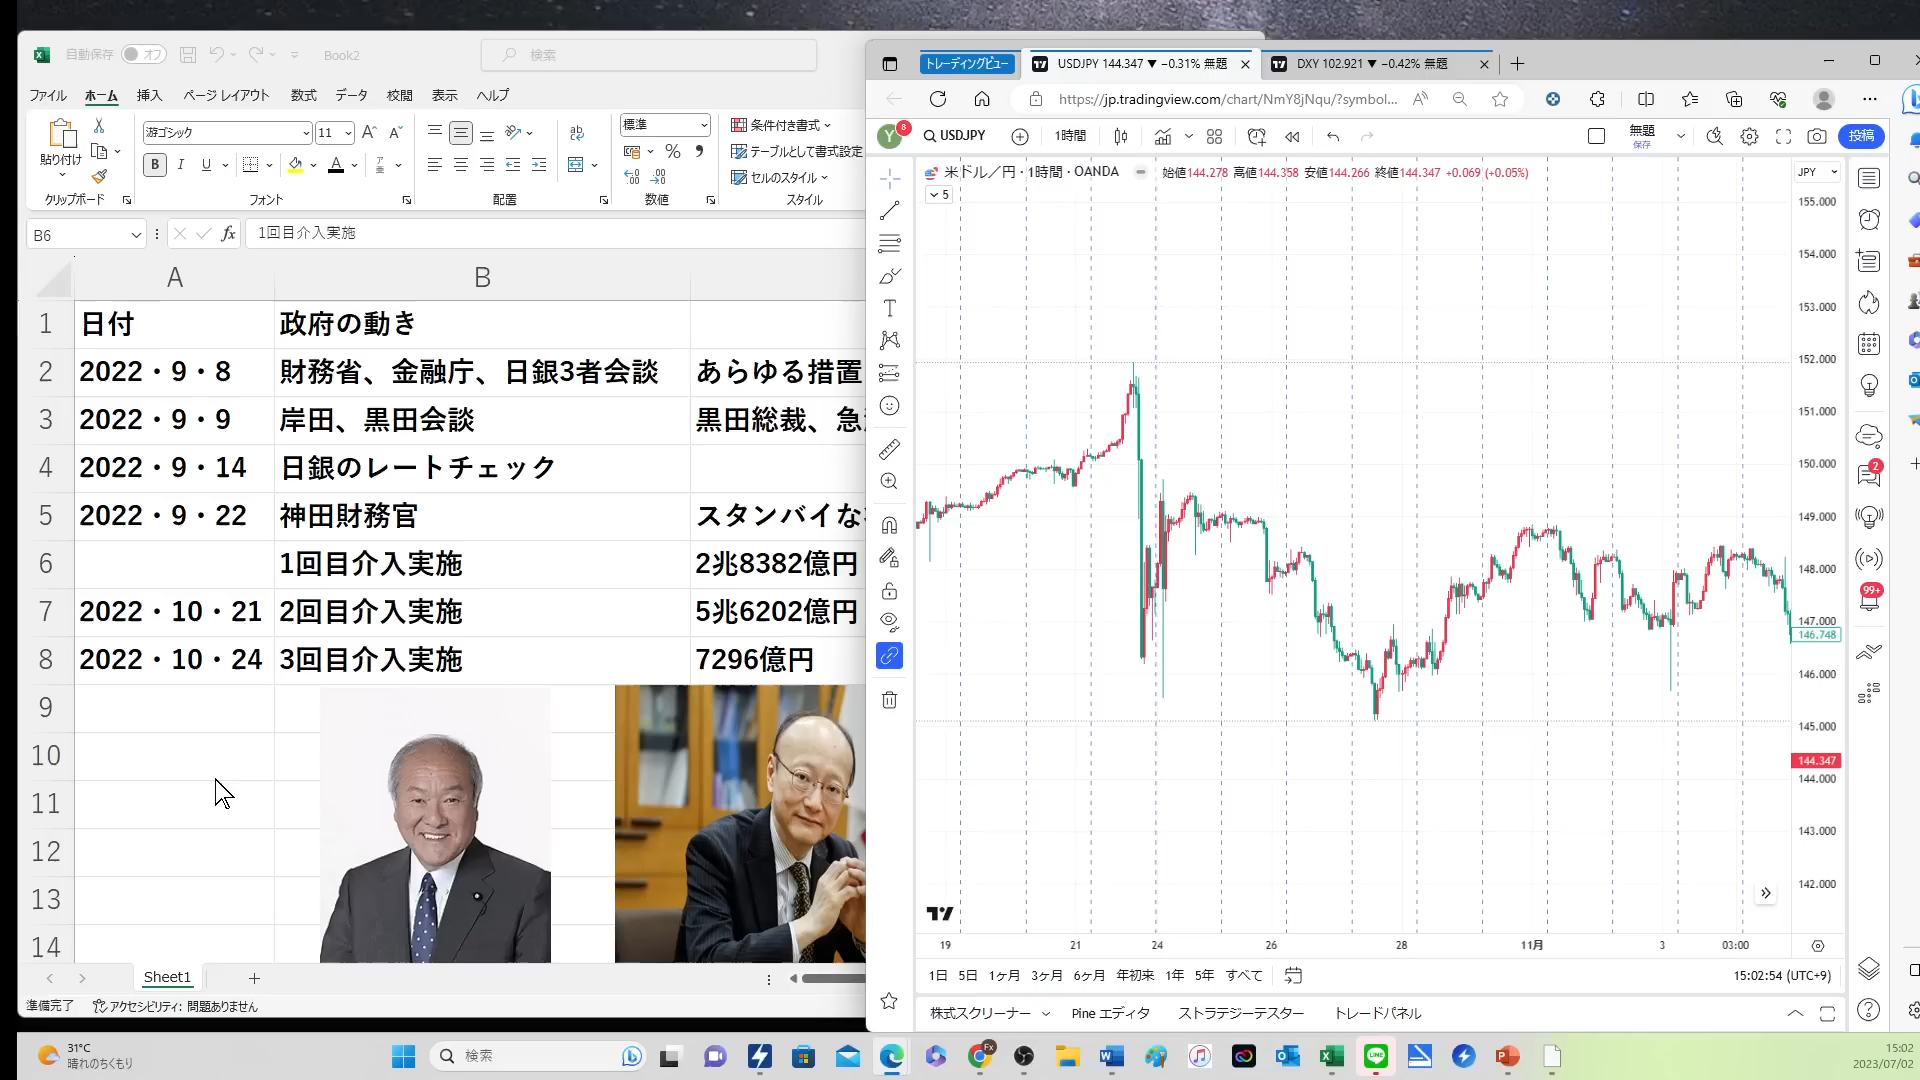 自動保存 オフ Book2 検索
ファイル ホーム 挿入 ページ レイアウト 数式 データ 校閲 表示 ヘルプ
游ゴシック 11 標準 条件付き書式
貼り付け B I U テーブルとして書式設定
セルのスタイル
クリップボード フォント 配置 数値 スタイル
B6 fx 1回目介入実施
A B
1 日付 政府の動き
2 2022・9・8 財務省、金融庁、日銀3者会談 あらゆる措置
3 2022・9・9 岸田、黒田会談 黒田総裁、急
4 2022・9・14 日銀のレートチェック
5 2022・9・22 神田財務官 スタンバイな
6 1回目介入実施 2兆8382億円
7 2022・10・21 2回目介入実施 5兆6202億円
8 2022・10・24 3回目介入実施 7296億円
9
10
11
12
13
14
Sheet1
準備完了 アクセシビリティ: 問題ありません
トレーディングビュー USDJPY 144.347 ▼ −0.31% 無題 DXY 102.921 ▼ −0.42% 無題
https://jp.tradingview.com/chart/NmY8jNqu/?symbol...
Y 8 USDJPY 1時間 無題 保存 投稿
米ドル／円・1時間・OANDA 始値144.278 高値144.358 安値144.266 終値144.347 +0.069 (+0.05%) JPY
5
155.000
154.000
153.000
152.000
151.000
150.000
149.000
148.000
147.000
146.748
146.000
145.000
144.347
144.000
143.000
142.000
2
99+
19 21 24 26 28 11月 3 03:00
1日 5日 1ヶ月 3ヶ月 6ヶ月 年初来 1年 5年 すべて 15:02:54 (UTC+9)
株式スクリーナー Pine エディタ ストラテジーテスター トレードパネル
31°C
晴れのちくもり
検索
Fx
15:02
2023/07/02